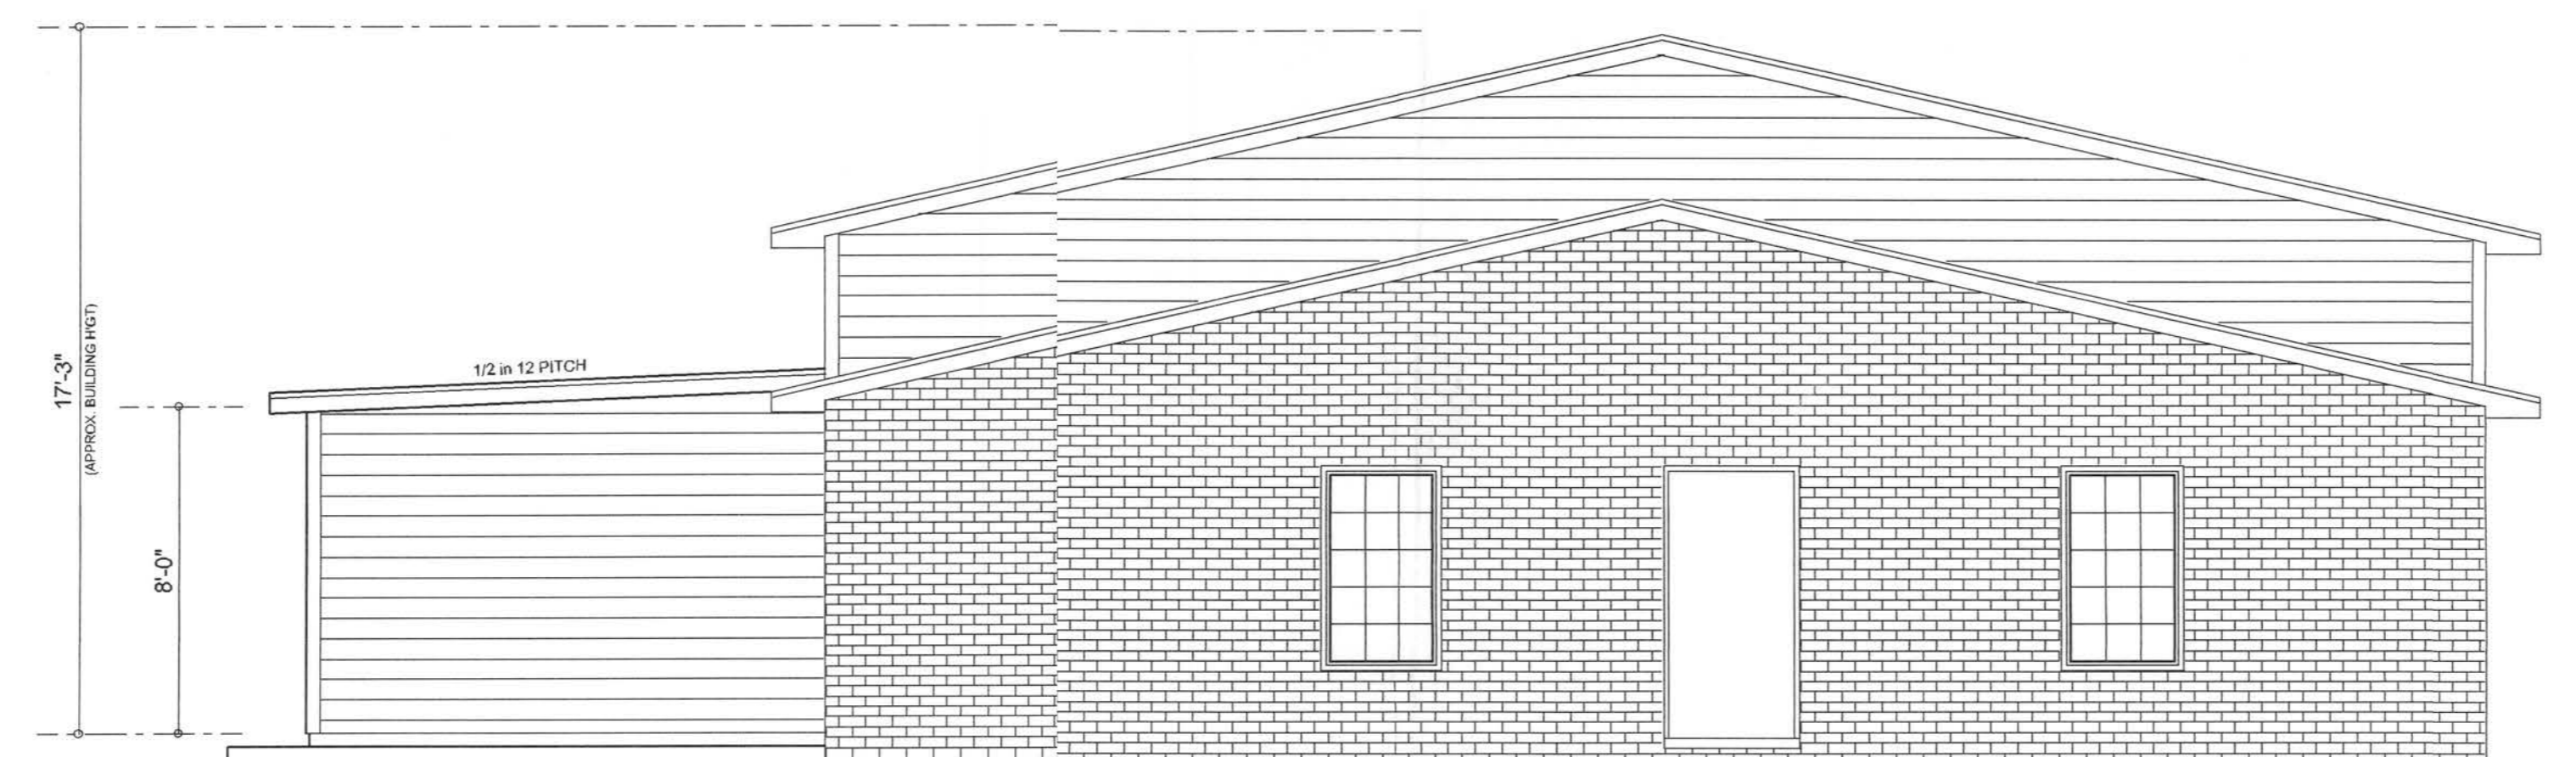 17'-3"
(APPROX. BUILDING H'GT)
8'-0"
1/2 in 12 PITCH